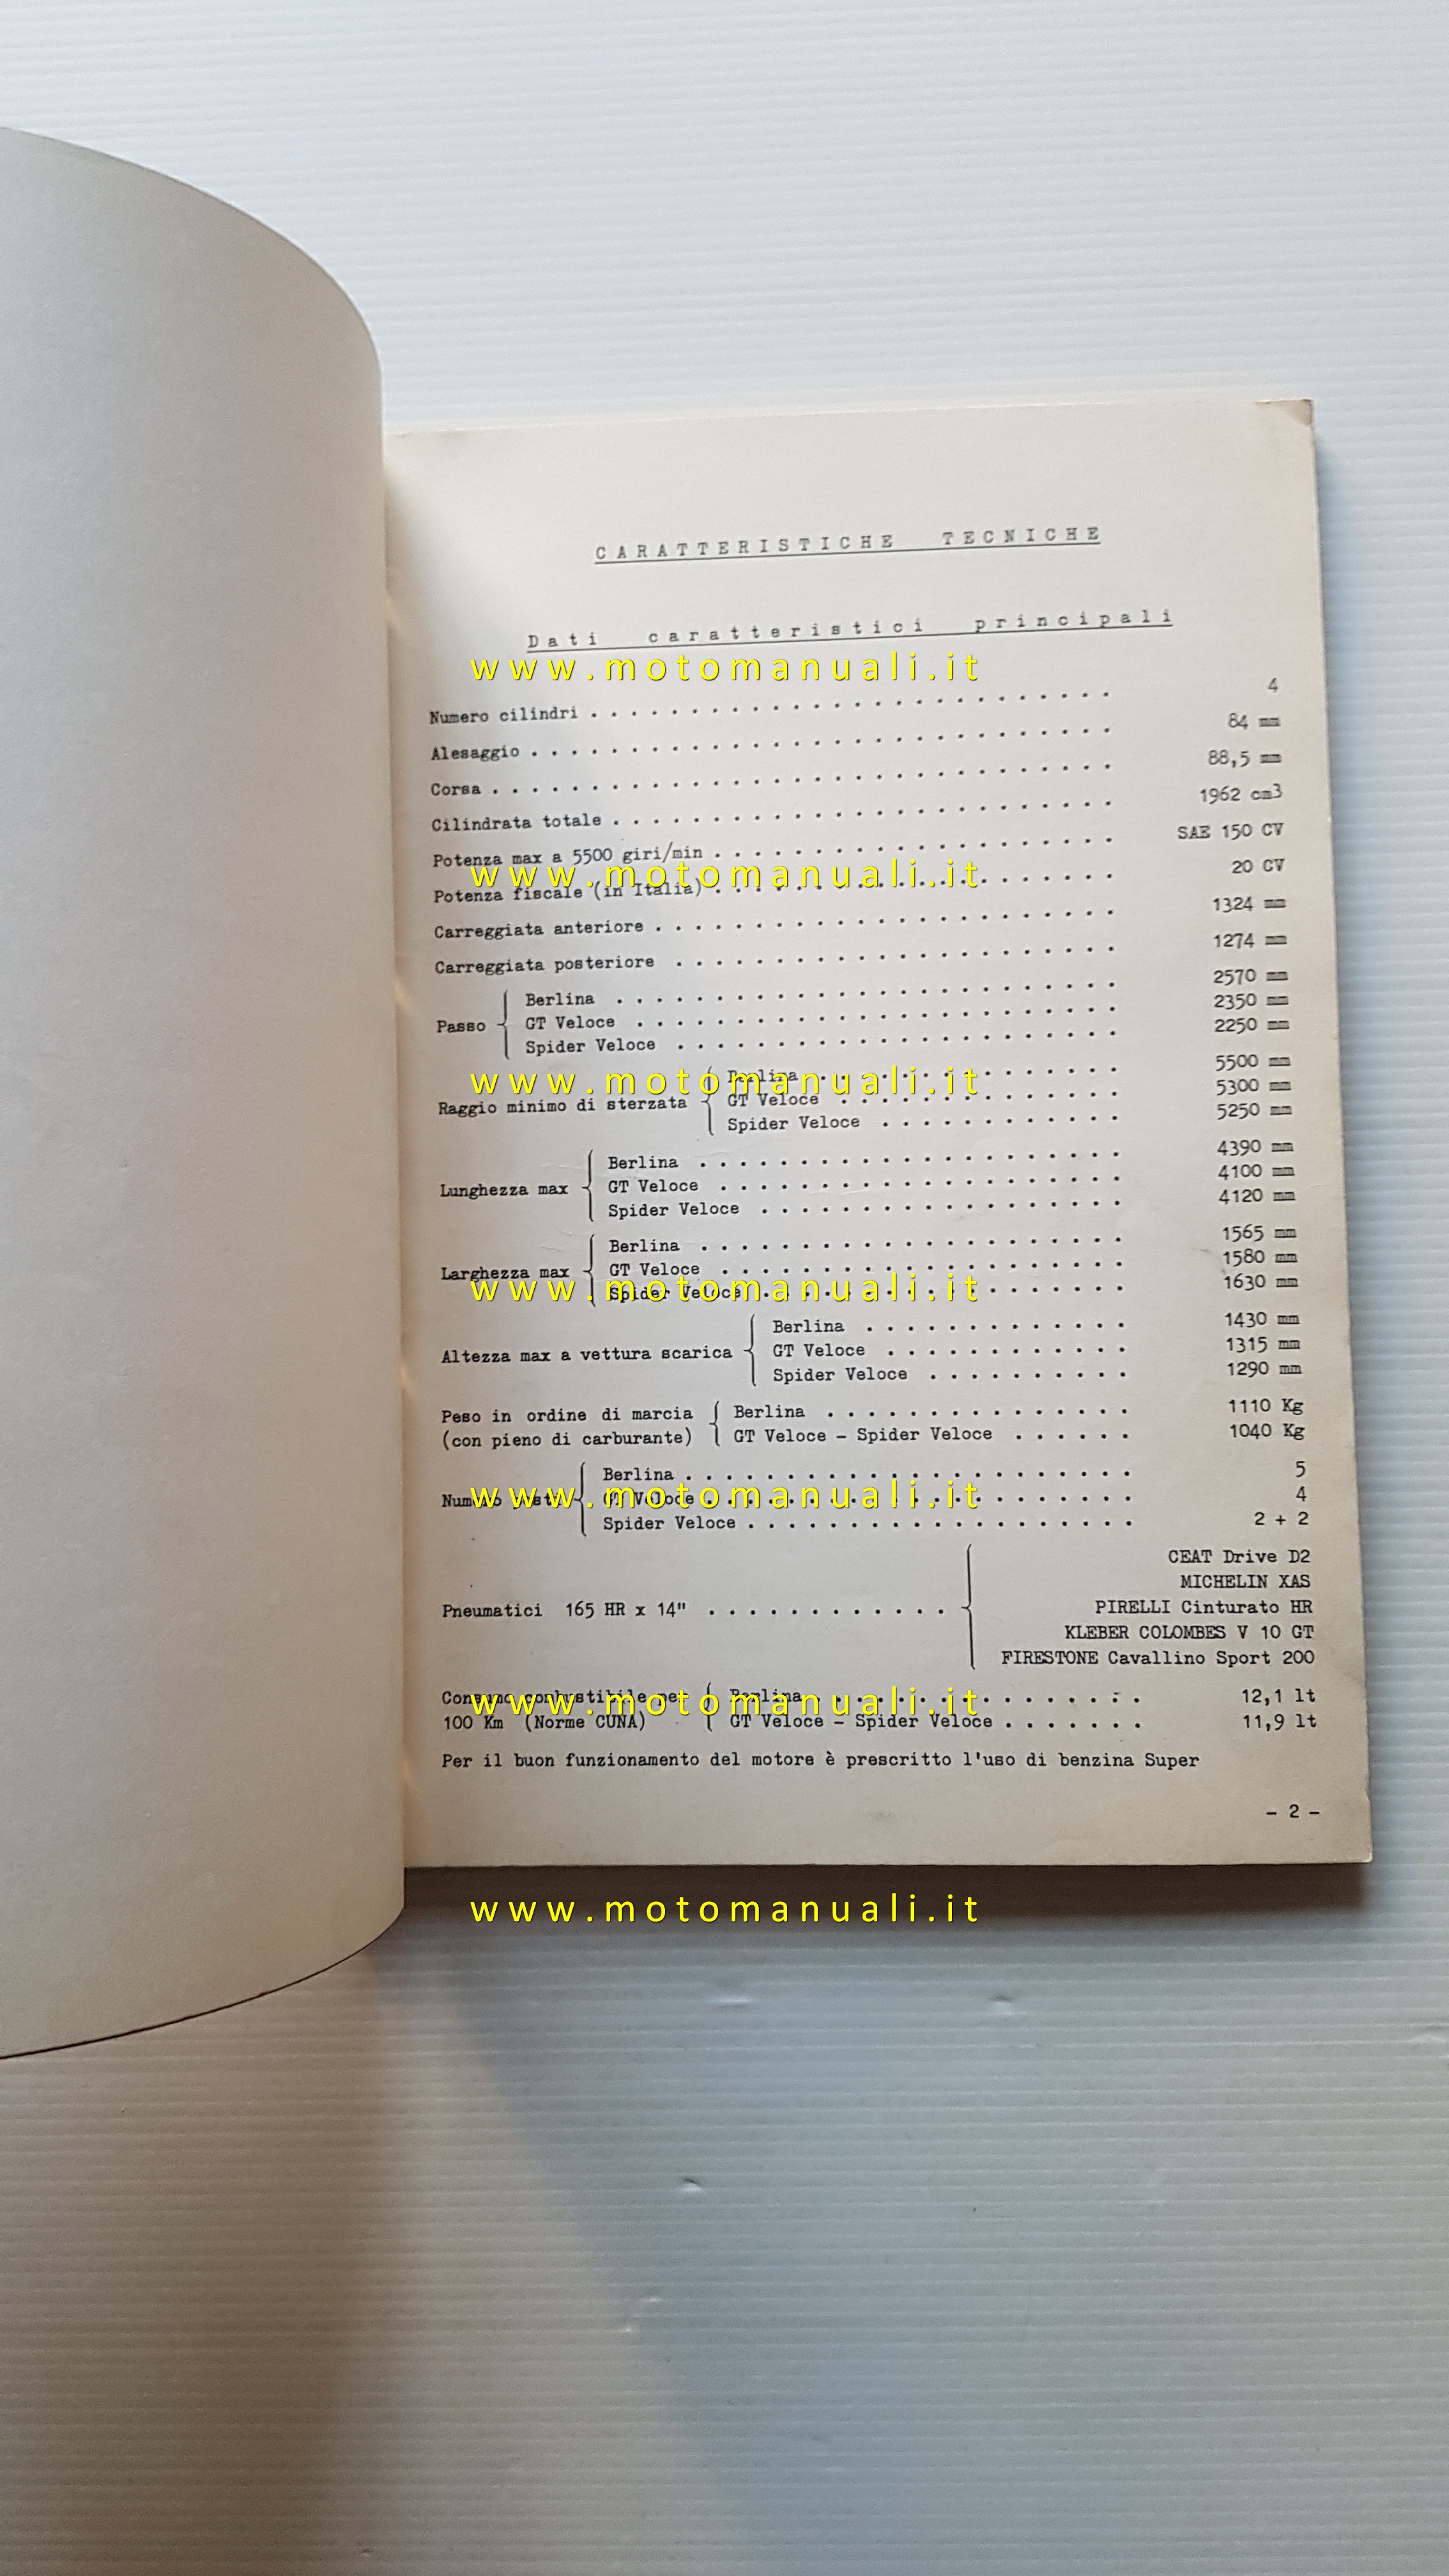 CARATTERISTICHE TECNICHE
Dati caratteristici principali
www.motomanuali.it
Numero cilindri . . . . . . . . . . . . . . . . . . . . . . . . . . 4
Alesaggio . . . . . . . . . . . . . . . . . . . . . . . . . . 84 mm
Corsa . . . . . . . . . . . . . . . . . . . . . . . . . . 88,5 mm
Cilindrata totale . . . . . . . . . . . . . . . . . . . . 1962 cm3
Potenza max a 5500 giri/min . . . . . . . . . . . . . . . . . SAE 150 CV
www.motomanuali.it
Potenza fiscale (in Italia) . . . . . . . . . . . . . . . . . 20 CV
Carreggiata anteriore . . . . . . . . . . . . . . . . . . . 1324 mm
Carreggiata posteriore . . . . . . . . . . . . . . . . . . 1274 mm
Berlina . . . . . . . . . . . . . . . . . . . . 2570 mm
Passo GT Veloce . . . . . . . . . . . . . . . . . . . . 2350 mm
Spider Veloce . . . . . . . . . . . . . . . . . . 2250 mm
Berlina . . . . . . . . . . . . . 5500 mm
www.motomanuali.it
Raggio minimo di sterzata GT Veloce . . . . . . . . . . . . 5300 mm
Spider Veloce . . . . . . . . . . 5250 mm
Berlina . . . . . . . . . . . . . . . . . 4390 mm
Lunghezza max GT Veloce . . . . . . . . . . . . . . . . 4100 mm
Spider Veloce . . . . . . . . . . . . . . . 4120 mm
Berlina . . . . . . . . . . . . . . . . . 1565 mm
Larghezza max GT Veloce . . . . . . . . . . . . . . . . 1580 mm
www.motomanuali.it
Spider Veloce . . . . . . . . . . . . . . . 1630 mm
Berlina . . . . . . . . . . . 1430 mm
Altezza max a vettura scarica GT Veloce . . . . . . . . . . 1315 mm
Spider Veloce . . . . . . . . 1290 mm
Peso in ordine di marcia Berlina . . . . . . . . . . . . . 1110 Kg
(con pieno di carburante) GT Veloce - Spider Veloce . . . . . . 1040 Kg
Berlina . . . . . . . . . . . . . . . . . . 5
www.motomanuali.it
Numero GT Veloce . . . . . . . . . . . . . . . . . . 4
Spider Veloce . . . . . . . . . . . . . . . . 2 + 2
CEAT Drive D2
MICHELIN XAS
Pneumatici 165 HR x 14" . . . . . . . . . . . . PIRELLI Cinturato HR
KLEBER COLOMBES V 10 GT
FIRESTONE Cavallino Sport 200
Consumo combustibile per Berlina . . . . . . . . . . . . . . 12,1 lt
www.motomanuali.it
100 Km (Norme CUNA) GT Veloce - Spider Veloce . . . . . . . 11,9 lt
Per il buon funzionamento del motore è prescritto l'uso di benzina Super
- 2 -
www.motomanuali.it